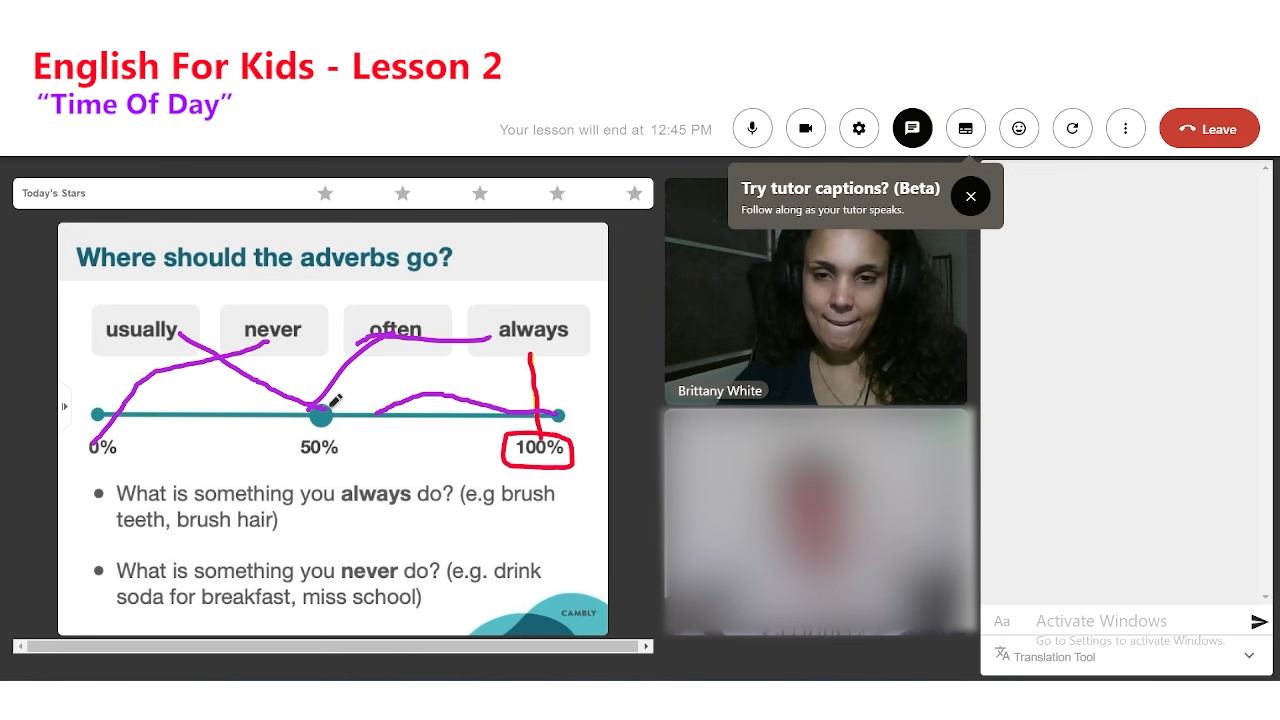 English For Kids - Lesson 2
“Time Of Day”
Your lesson will end at 12:45 PM
Leave
Try tutor captions? (Beta)
Follow along as your tutor speaks.
Today's Stars
Where should the adverbs go?
usually never often always
0% 50% 100%
• What is something you always do? (e.g brush
teeth, brush hair)
• What is something you never do? (e.g. drink
soda for breakfast, miss school)
CAMBLY
Brittany White
Aa Activate Windows
Go to Settings to activate Windows.
Translation Tool